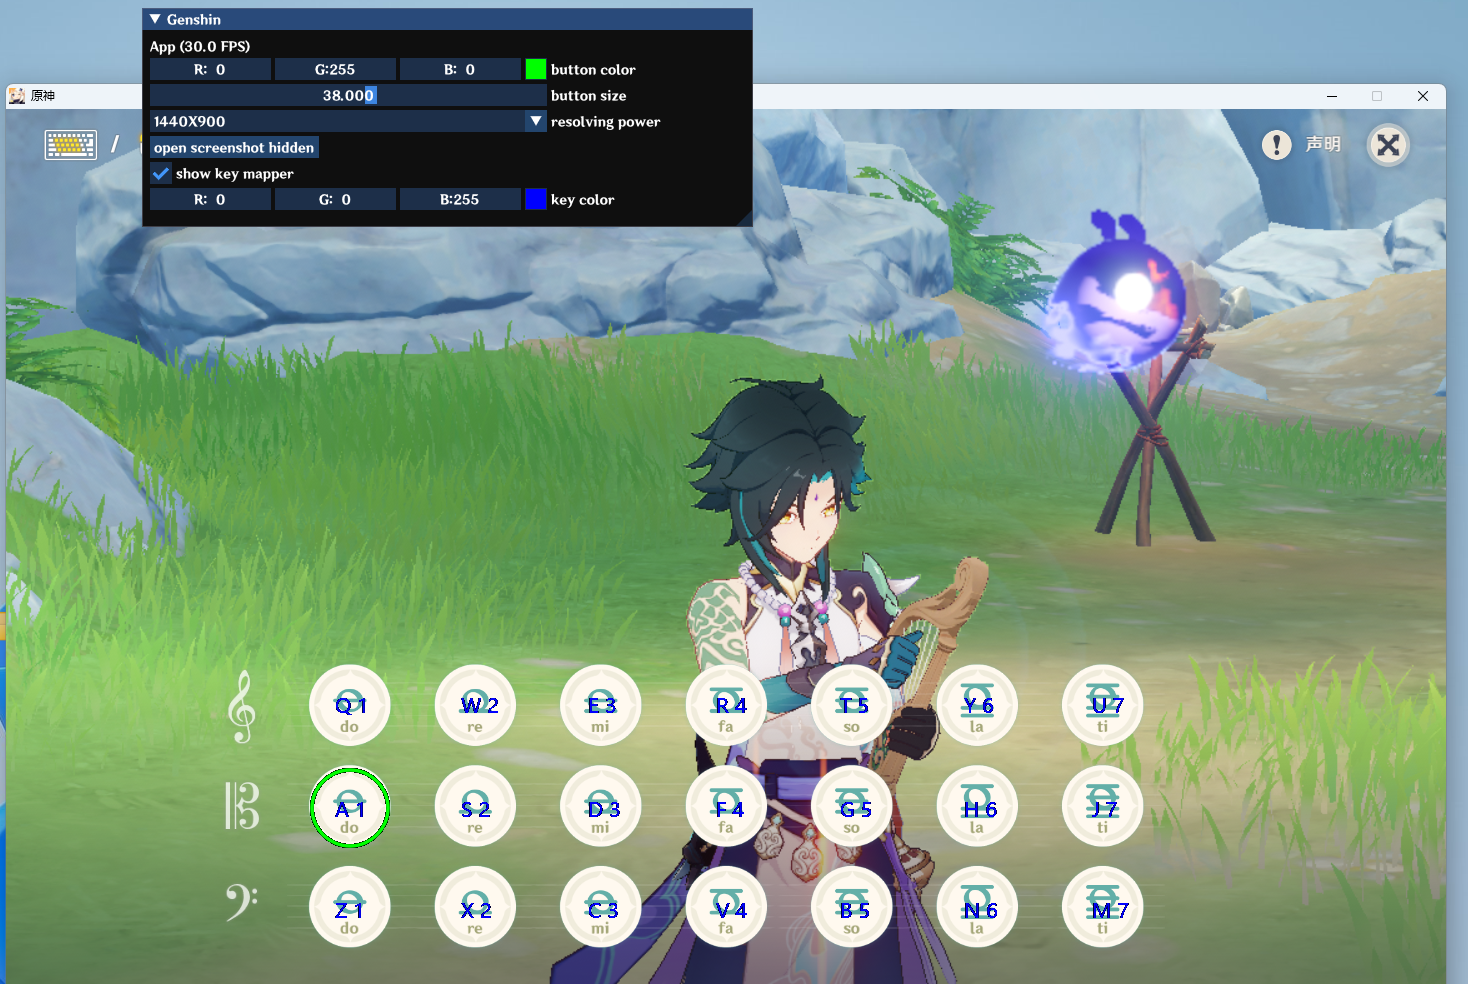 Genshin
App (30.0 FPS)
R: 0 G:255 B: 0 button color
38.000 button size
1440X900 resolving power
open screenshot hidden
show key mapper
R: 0 G: 0 B:255 key color
原神
/
! 声明
Q 1 W 2 E 3 R 4 T 5 Y 6 U 7
do re mi fa so la ti
A 1 S 2 D 3 F 4 G 5 H 6 J 7
do re mi fa so la ti
Z 1 X 2 C 3 V 4 B 5 N 6 M 7
do re mi fa so la ti